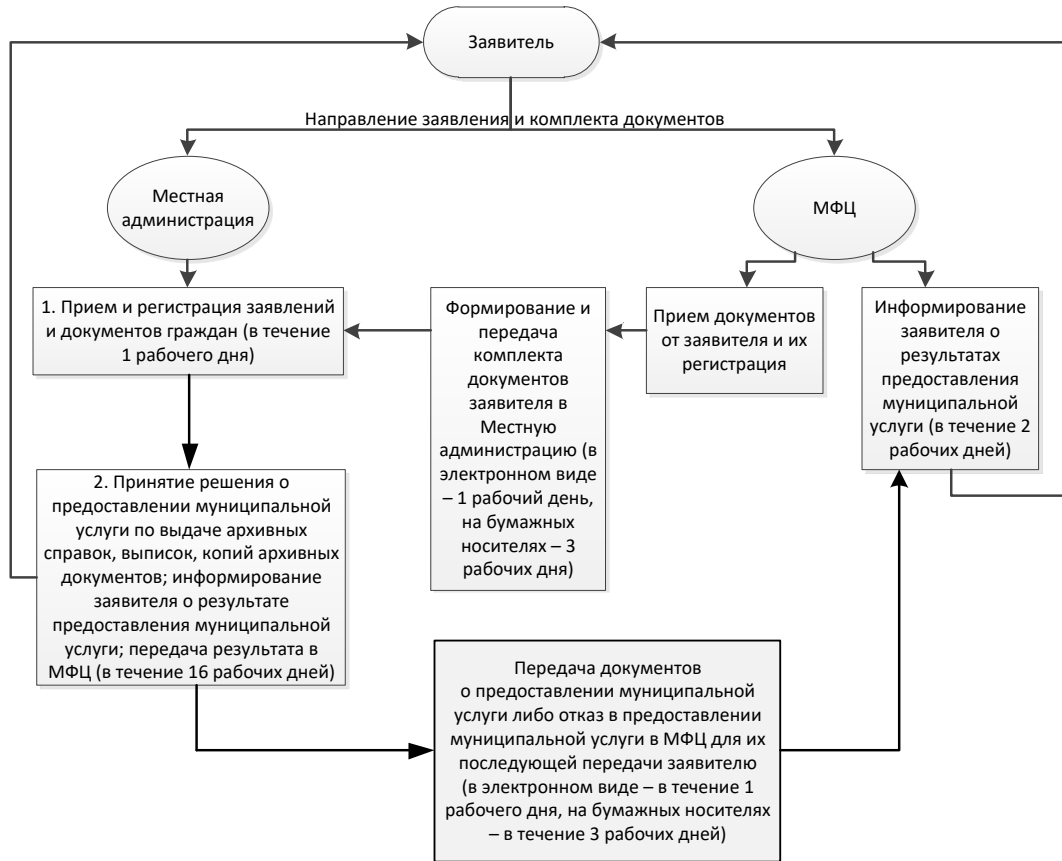 Заявитель
Направление заявления и комплекта документов
Местная
администрация
МФЦ
1. Прием и регистрация заявлений
и документов граждан (в течение
1 рабочего дня)
Формирование и
передача
комплекта
документов
заявителя в
Местную
администрацию (в
электронном виде
– 1 рабочий день,
на бумажных
носителях – 3
рабочих дня)
Прием документов
от заявителя и их
регистрация
Информирование
заявителя о
результатах
предоставления
муниципальной
услуги (в течение 2
рабочих дней)
2. Принятие решения о
предоставлении муниципальной
услуги по выдаче архивных
справок, выписок, копий архивных
документов; информирование
заявителя о результате
предоставления муниципальной
услуги; передача результата в
МФЦ (в течение 16 рабочих дней)
Передача документов
о предоставлении муниципальной
услуги либо отказ в предоставлении
муниципальной услуги в МФЦ для их
последующей передачи заявителю
(в электронном виде – в течение 1
рабочего дня, на бумажных носителях
– в течение 3 рабочих дней)